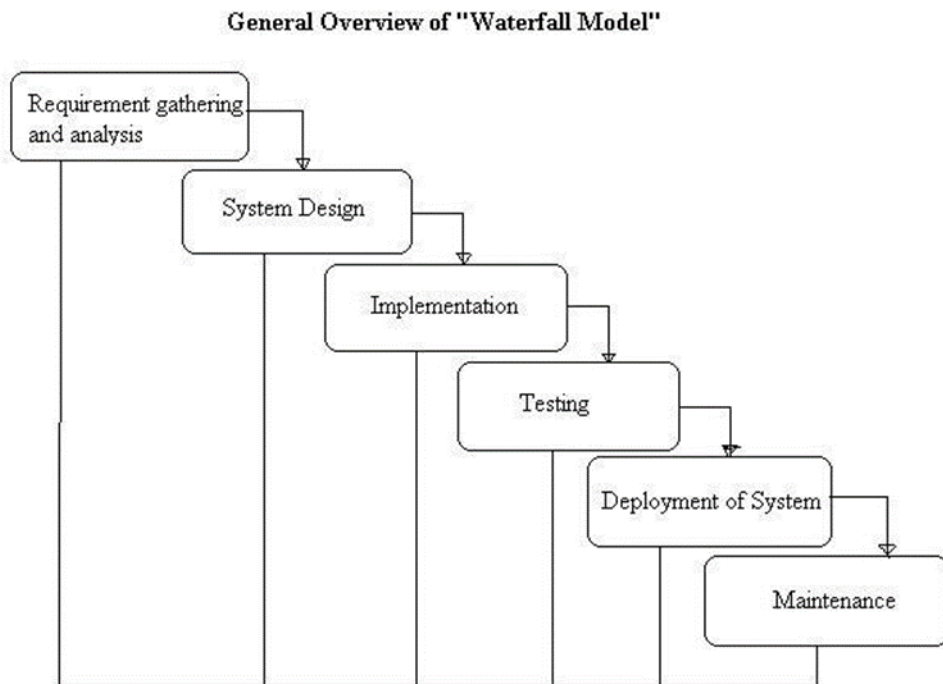 General Overview of "Waterfall Model"
Requirement gathering
and analysis
System Design
Implementation
Testing
Deployment of System
Maintenance